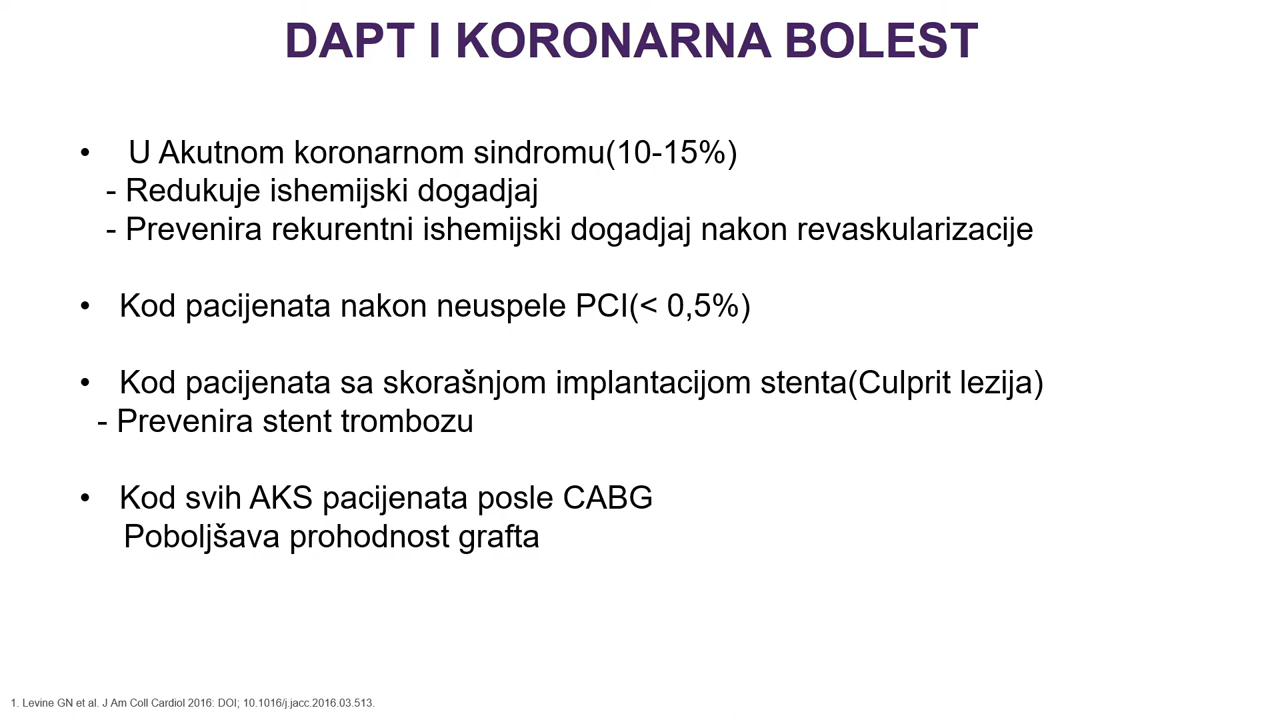 DAPT I KORONARNA BOLEST
• U Akutnom koronarnom sindromu(10-15%)
- Redukuje ishemijski dogadjaj
- Prevenira rekurentni ishemijski dogadjaj nakon revaskularizacije
• Kod pacijenata nakon neuspele PCI(< 0,5%)
• Kod pacijenata sa skorašnjom implantacijom stenta(Culprit lezija)
- Prevenira stent trombozu
• Kod svih AKS pacijenata posle CABG
Poboljšava prohodnost grafta
1. Levine GN et al. J Am Coll Cardiol 2016: DOI; 10.1016/j.jacc.2016.03.513.